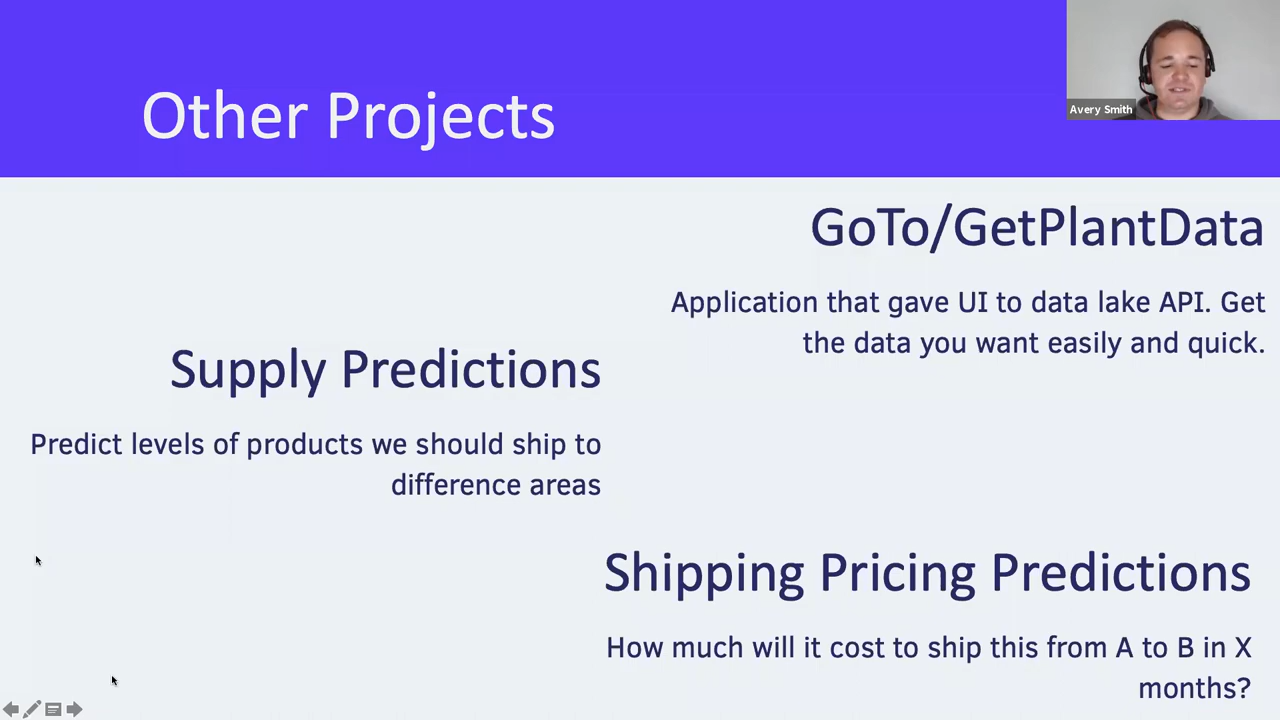 Other Projects
Avery Smith
GoTo/GetPlantData
Application that gave UI to data lake API. Get
the data you want easily and quick.
Supply Predictions
Predict levels of products we should ship to
difference areas
Shipping Pricing Predictions
How much will it cost to ship this from A to B in X
months?